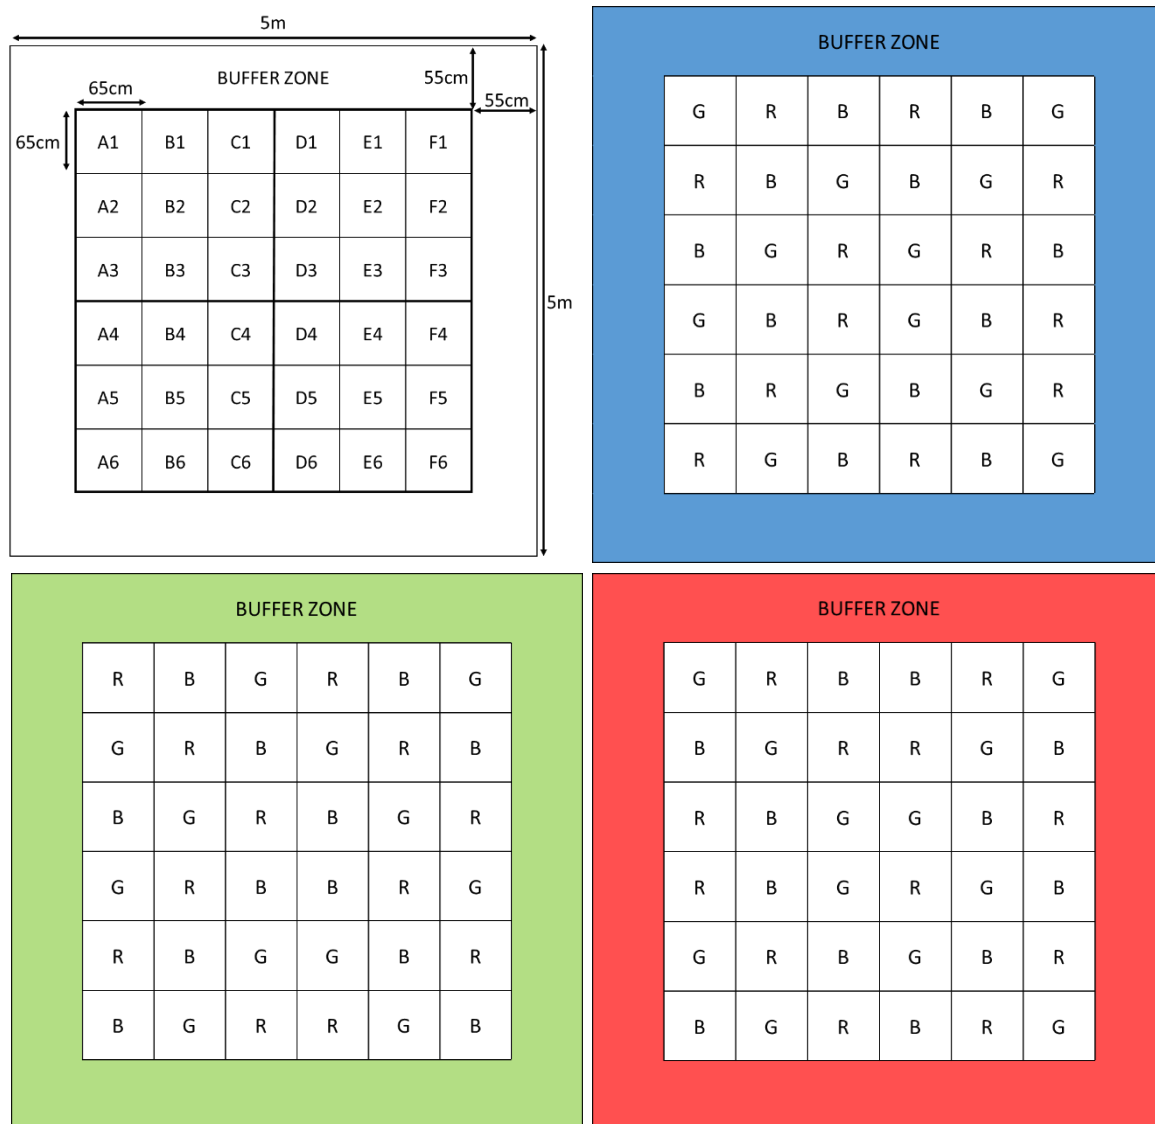 5m
BUFFER ZONE
55cm
65cm
55cm
65cm
A1 B1 C1 D1 E1 F1
A2 B2 C2 D2 E2 F2
A3 B3 C3 D3 E3 F3
5m
A4 B4 C4 D4 E4 F4
A5 B5 C5 D5 E5 F5
A6 B6 C6 D6 E6 F6
BUFFER ZONE
G R B R B G
R B G B G R
B G R G R B
G B R G B R
B R G B G R
R G B R B G
BUFFER ZONE
R B G R B G
G R B G R B
B G R B G R
G R B B R G
R B G G B R
B G R R G B
BUFFER ZONE
G R B B R G
B G R R G B
R B G G B R
R B G R G B
G R B G B R
B G R B R G